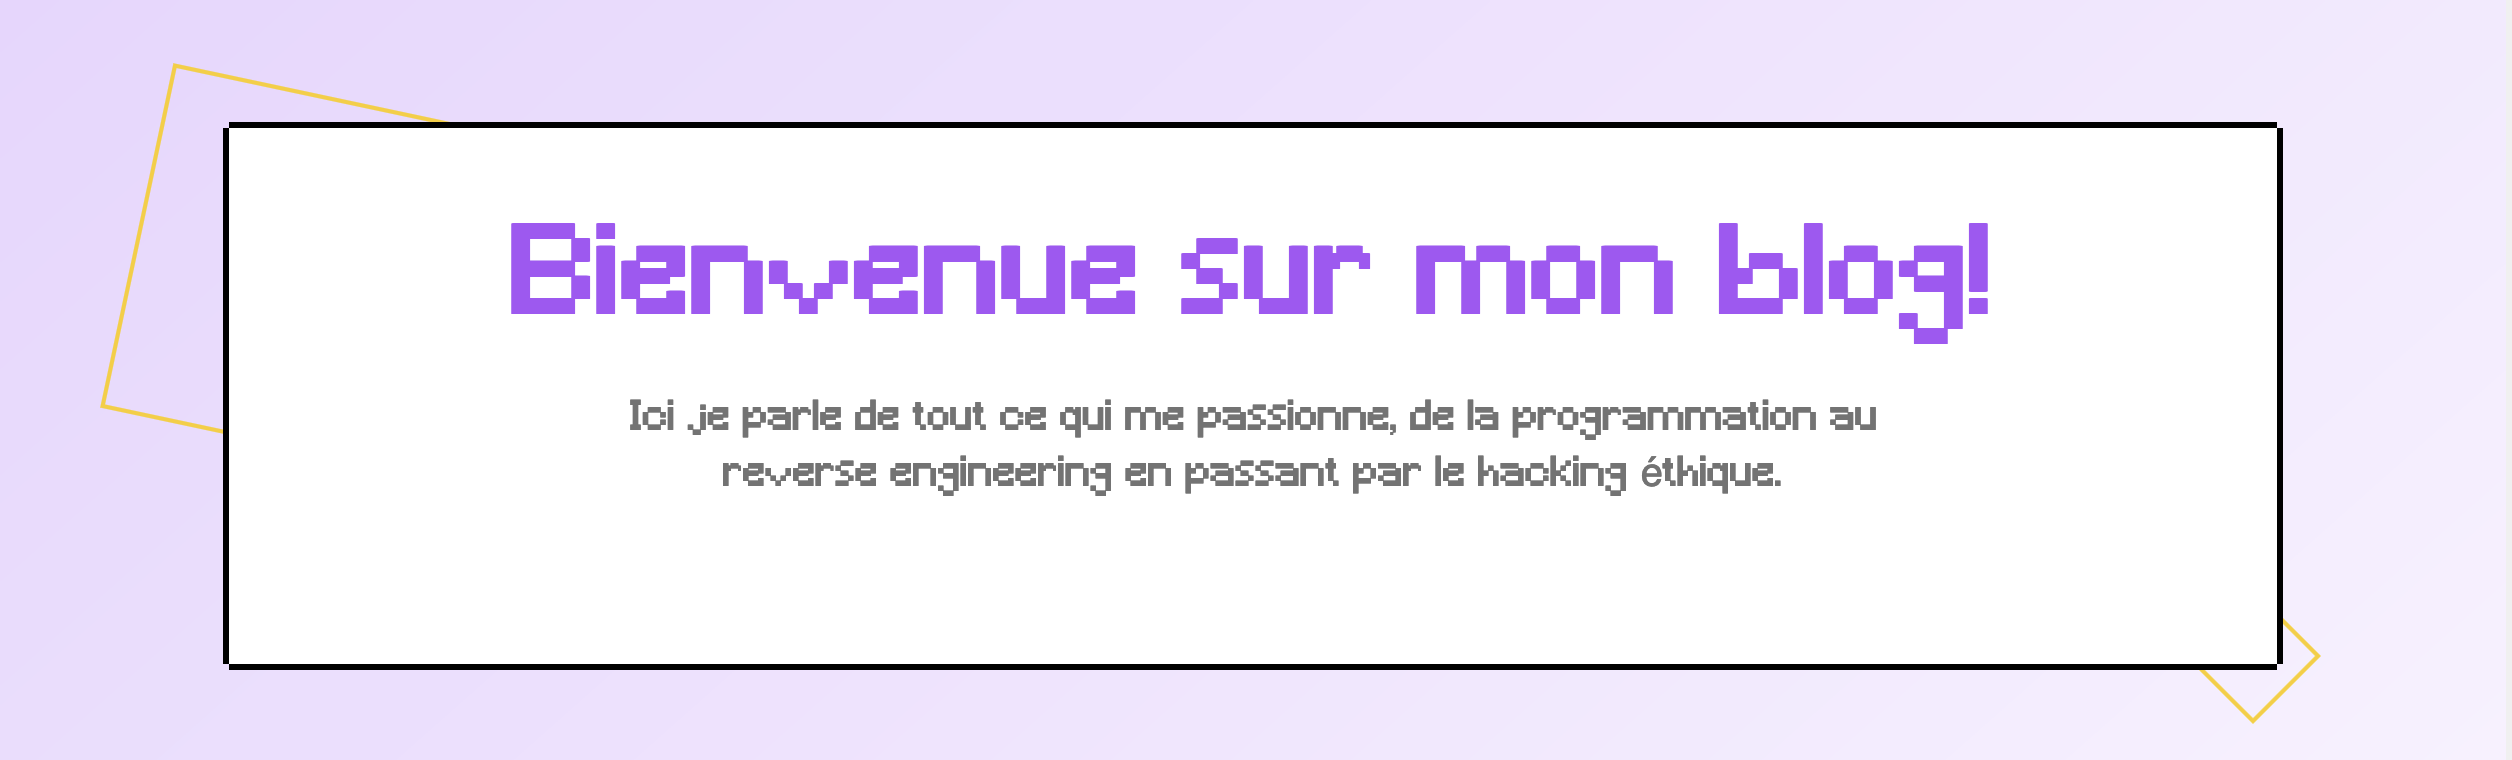 Bienvenue sur mon blog!
Ici je parle de tout ce qui me passionne, de la programmation au
reverse engineering en passant par le hacking éthique.